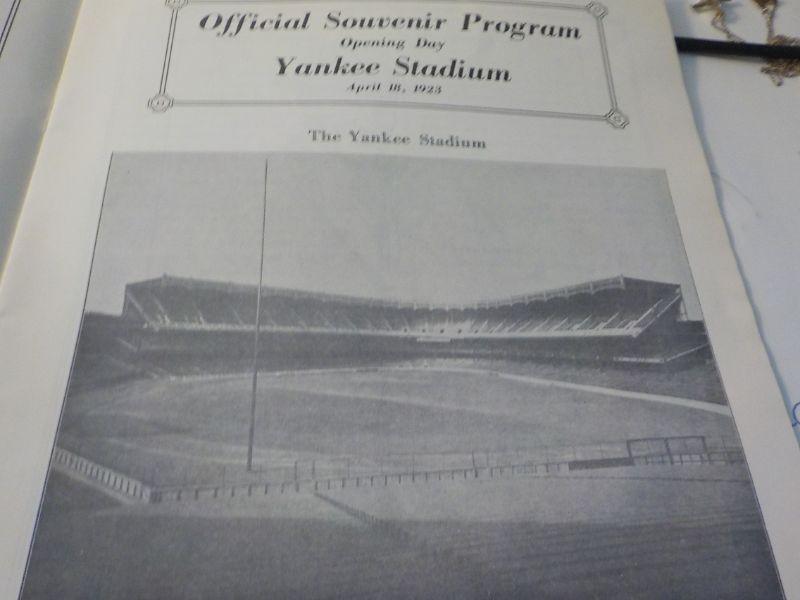 Official Souvenir Program
Opening Day
Yankee Stadium
April 18, 1923
The Yankee Stadium